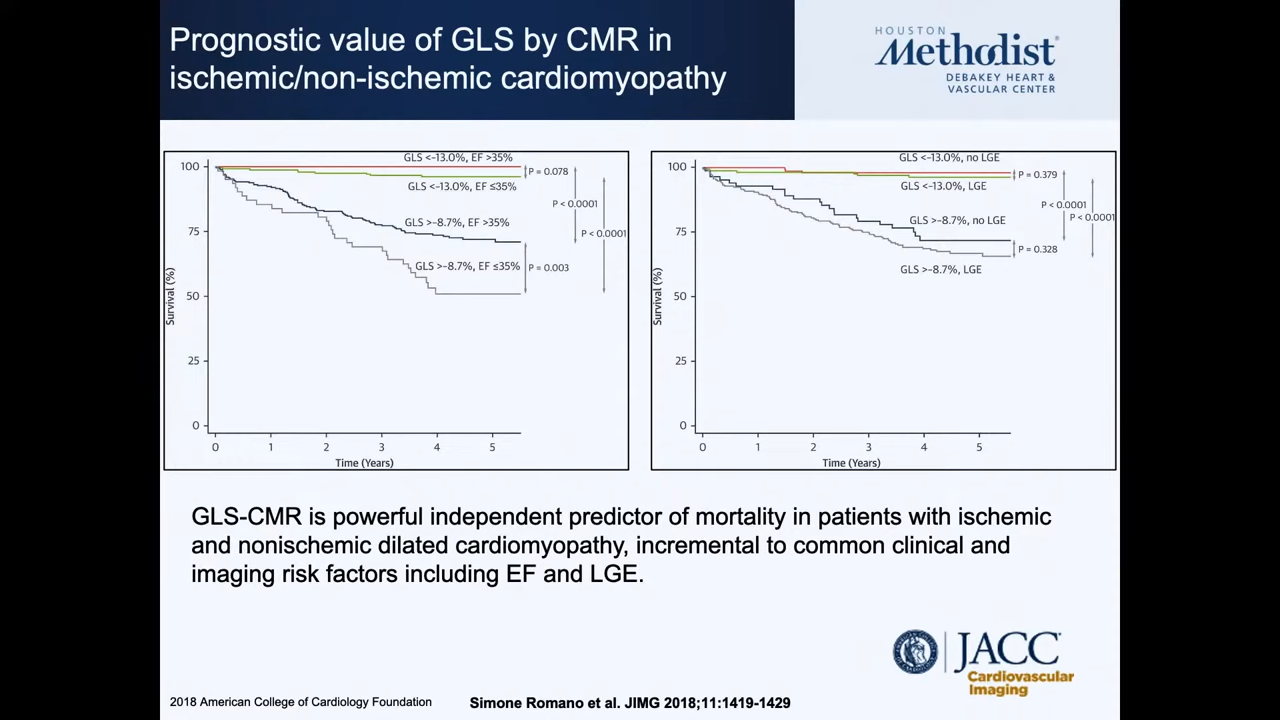 Prognostic value of GLS by CMR in
ischemic/non-ischemic cardiomyopathy
HOUSTON
Methodist®
DEBAKEY HEART &
VASCULAR CENTER
100
75
50
25
0
Survival (%)
0 1 2 3 4 5
Time (Years)
GLS <-13.0%, EF >35%
GLS <-13.0%, EF ≤35%
GLS >-8.7%, EF >35%
GLS >-8.7%, EF ≤35%
P = 0.078
P < 0.0001
P < 0.0001
P = 0.003
100
75
50
25
0
Survival (%)
0 1 2 3 4 5
Time (Years)
GLS <-13.0%, no LGE
GLS <-13.0%, LGE
GLS >-8.7%, no LGE
GLS >-8.7%, LGE
P = 0.379
P < 0.0001
P < 0.0001
P = 0.328
GLS-CMR is powerful independent predictor of mortality in patients with ischemic
and nonischemic dilated cardiomyopathy, incremental to common clinical and
imaging risk factors including EF and LGE.
JACC
Cardiovascular
Imaging
2018 American College of Cardiology Foundation
Simone Romano et al. JIMG 2018;11:1419-1429